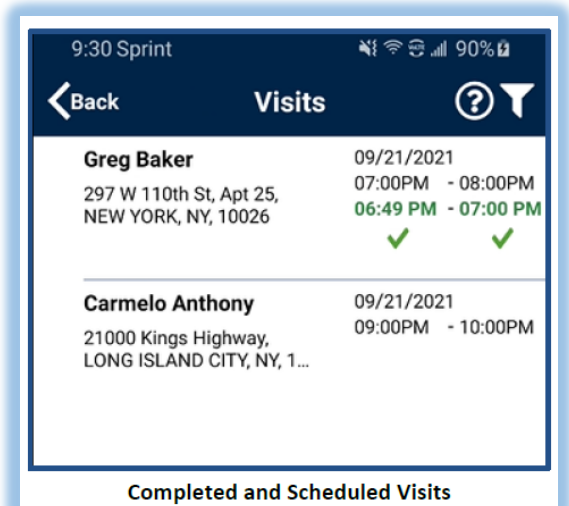 9:30 Sprint 90%
Back Visits
Greg Baker 09/21/2021
297 W 110th St, Apt 25, 07:00PM - 08:00PM
NEW YORK, NY, 10026 06:49 PM - 07:00 PM
Carmelo Anthony 09/21/2021
21000 Kings Highway, 09:00PM - 10:00PM
LONG ISLAND CITY, NY, 1...
Completed and Scheduled Visits